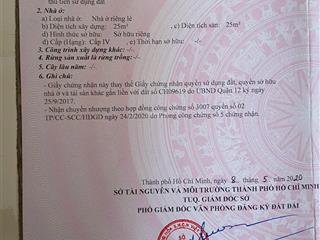 thu tiền sử dụng đất
2. Nhà ở:
a) Loại nhà ở: Nhà ở riêng lẻ
b) Diện tích xây dựng: 25m² , c) Diện tích sàn: 25m²
d) Hình thức sở hữu: Sở hữu riêng
đ) Cấp (Hạng): Cấp IV , e) Thời hạn sở hữu: -/-
3. Công trình xây dựng khác: -/-
4. Rừng sản xuất là rừng trồng: -/-
5. Cây lâu năm: -/-
6. Ghi chú:
- Giấy chứng nhận này thay thế Giấy chứng nhận quyền sử dụng đất, quyền sở hữu
nhà ở và tài sản khác gắn liền với đất số CH09619 do UBND Quận 12 ký ngày
25/9/2017.
- Nhận chuyển nhượng theo hợp đồng công chứng số 3007 quyển số 02
TP/CC-SCC/HĐGD ngày 24/2/2020 do Phòng công chứng số 5 chứng nhận.
Thành phố Hồ Chí Minh, ngày 8 tháng 5 năm 2020
SỞ TÀI NGUYÊN VÀ MÔI TRƯỜNG THÀNH PHỐ HỒ CHÍ MINH
TUQ. GIÁM ĐỐC SỞ
PHÓ GIÁM ĐỐC VĂN PHÒNG ĐĂNG KÝ ĐẤT ĐAI